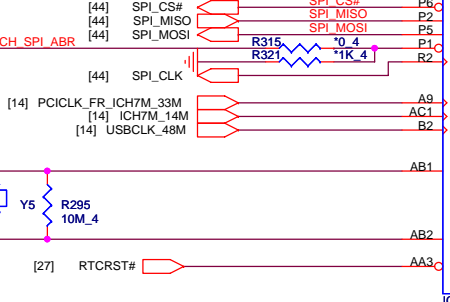 [44] SPI_CS# SPI_CS# P6
[44] SPI_MISO SPI_MISO P2
[44] SPI_MOSI SPI_MOSI P5
CH_SPI_ABR R315 *0_4 P1
R321 *1K_4 R2
[44] SPI_CLK
[14] PCICLK_FR_ICH7M_33M A9
[14] ICH7M_14M AC1
[14] USBCLK_48M B2
AB1
Y5 R295
10M_4
AB2
[27] RTCRST# AA3